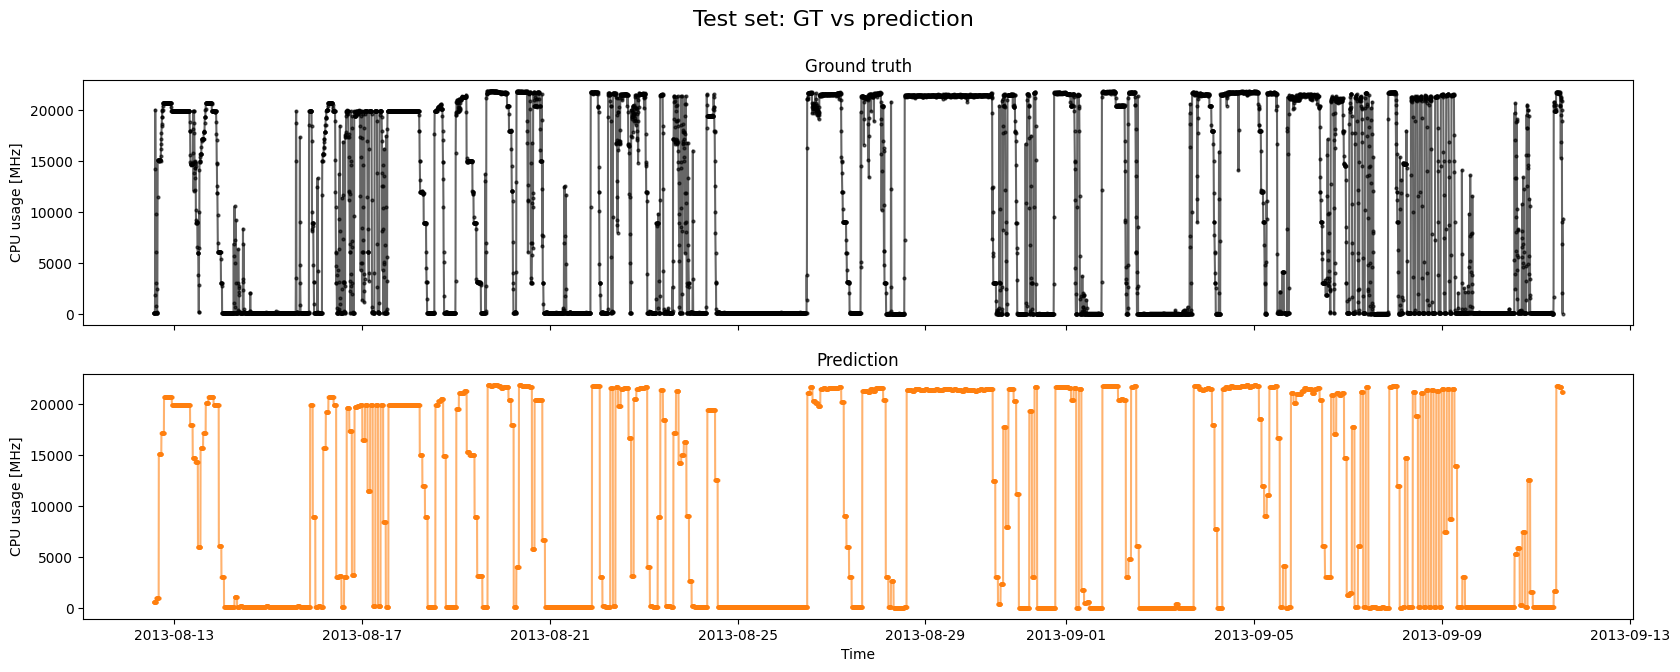 Test set: GT vs prediction
Ground truth
CPU usage [MHz]
20000
15000
10000
5000
0
Prediction
CPU usage [MHz]
20000
15000
10000
5000
0
2013-08-13 2013-08-17 2013-08-21 2013-08-25 2013-08-29 2013-09-01 2013-09-05 2013-09-09 2013-09-13
Time